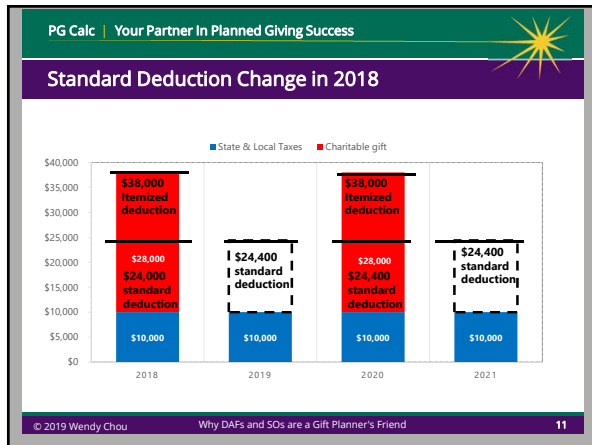 PG Calc | Your Partner In Planned Giving Success
Standard Deduction Change in 2018
State & Local Taxes
Charitable gift
$40,000
$35,000
$30,000
$25,000
$20,000
$15,000
$10,000
$5,000
$0
$38,000
Itemized
deduction
$28,000
$24,000
standard
deduction
$10,000
$24,400
standard
deduction
$10,000
$38,000
Itemized
deduction
$28,000
$24,400
standard
deduction
$10,000
$24,400
standard
deduction
$10,000
2018
2019
2020
2021
© 2019 Wendy Chou
Why DAFs and SOs are a Gift Planner's Friend
11